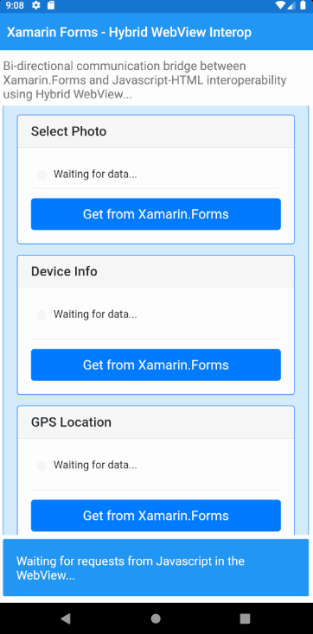 9:08
Xamarin Forms - Hybrid WebView Interop
Bi-directional communication bridge between
Xamarin.Forms and Javascript-HTML interoperability
using Hybrid WebView...
Select Photo
Waiting for data...
Get from Xamarin.Forms
Device Info
Waiting for data...
Get from Xamarin.Forms
GPS Location
Waiting for data...
Get from Xamarin.Forms
Waiting for requests from Javascript in the
WebView...